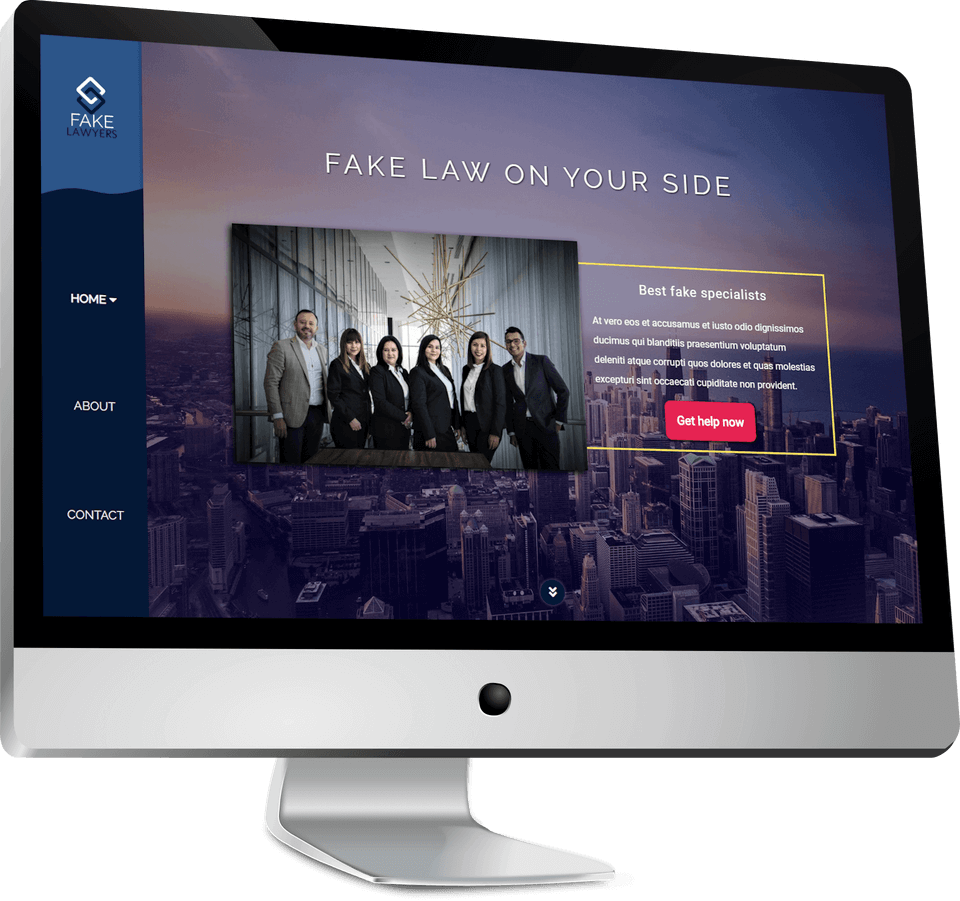 FAKE
LAWYERS
FAKE LAW ON YOUR SIDE
HOME
ABOUT
CONTACT
Best fake specialists
At vero eos et accusamus et iusto odio dignissimos
ducimus qui blanditiis praesentium voluptatum
deleniti atque corrupti quos dolores et quas molestias
excepturi sint occaecati cupiditate non provident.
Get help now